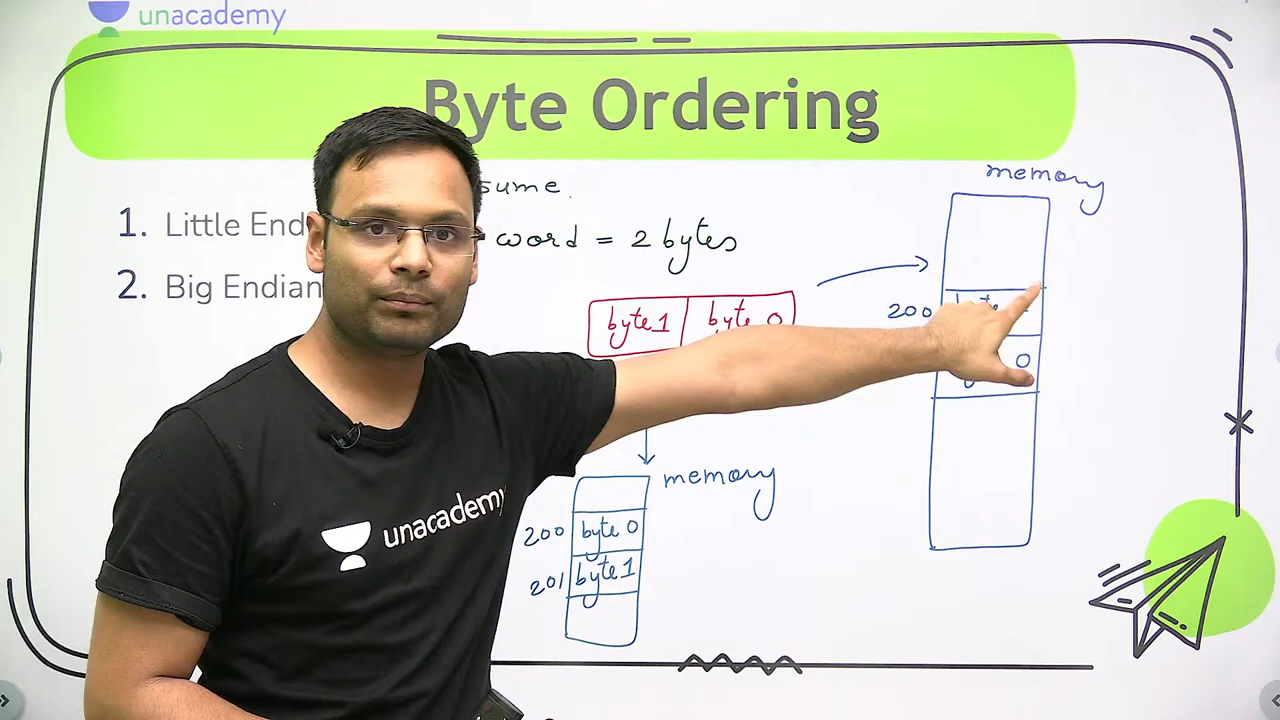 unacademy
Byte Ordering
sume.
1. Little End
word = 2 bytes
2. Big Endian
memory
byte 1 byte 0
200
0
memory
200 byte 0
201 byte 1
unacademy